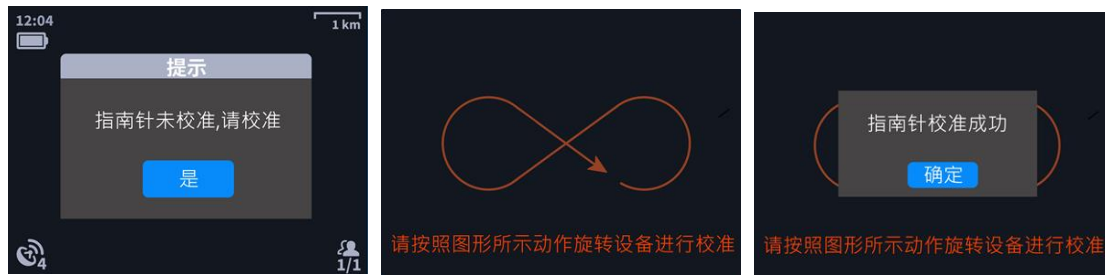 12:04
1 km
提示
指南针未校准,请校准
是
4
1/1
请按照图形所示动作旋转设备进行校准
指南针校准成功
确定
请按照图形所示动作旋转设备进行校准